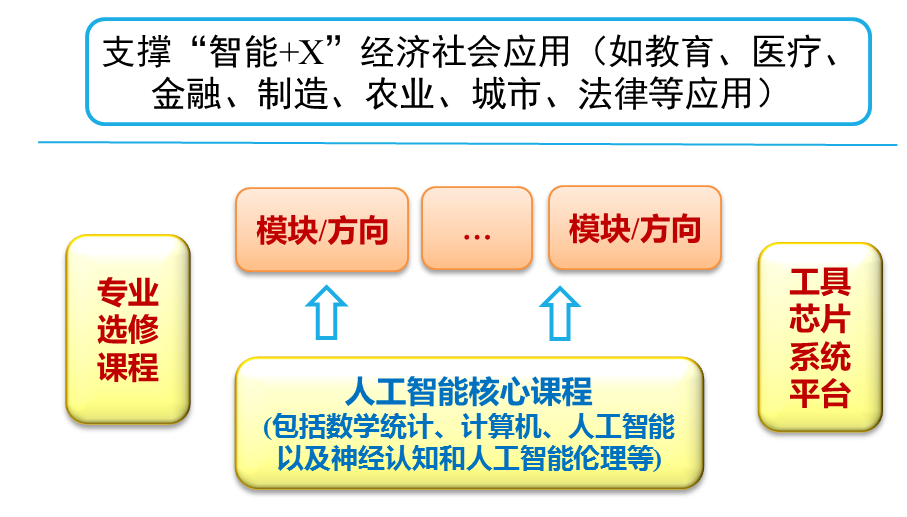 支撑“智能+X”经济社会应用（如教育、医疗、
金融、制造、农业、城市、法律等应用）
模块/方向
…
模块/方向
专业
选修
课程
工具
芯片
系统
平台
人工智能核心课程
(包括数学统计、计算机、人工智能
以及神经认知和人工智能伦理等)